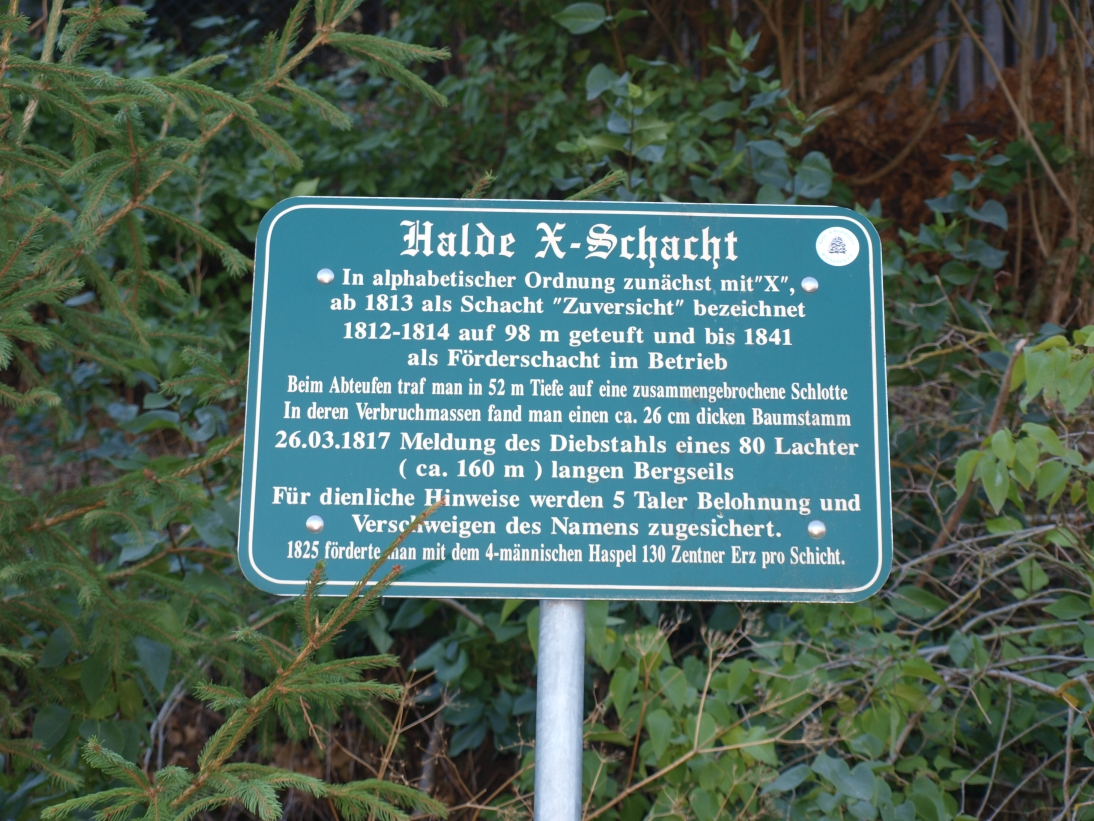 Halde X-Schacht
In alphabetischer Ordnung zunächst mit"X",
ab 1813 als Schacht "Zuversicht" bezeichnet
1812-1814 auf 98 m geteuft und bis 1841
als Förderschacht im Betrieb
Beim Abteufen traf man in 52 m Tiefe auf eine zusammengebrochene Schlotte
In deren Verbruchmassen fand man einen ca. 26 cm dicken Baumstamm
26.03.1817 Meldung des Diebstahls eines 80 Lachter
( ca. 160 m ) langen Bergseils
Für dienliche Hinweise werden 5 Taler Belohnung und
Verschweigen des Namens zugesichert.
1825 förderte man mit dem 4-männischen Haspel 130 Zentner Erz pro Schicht.